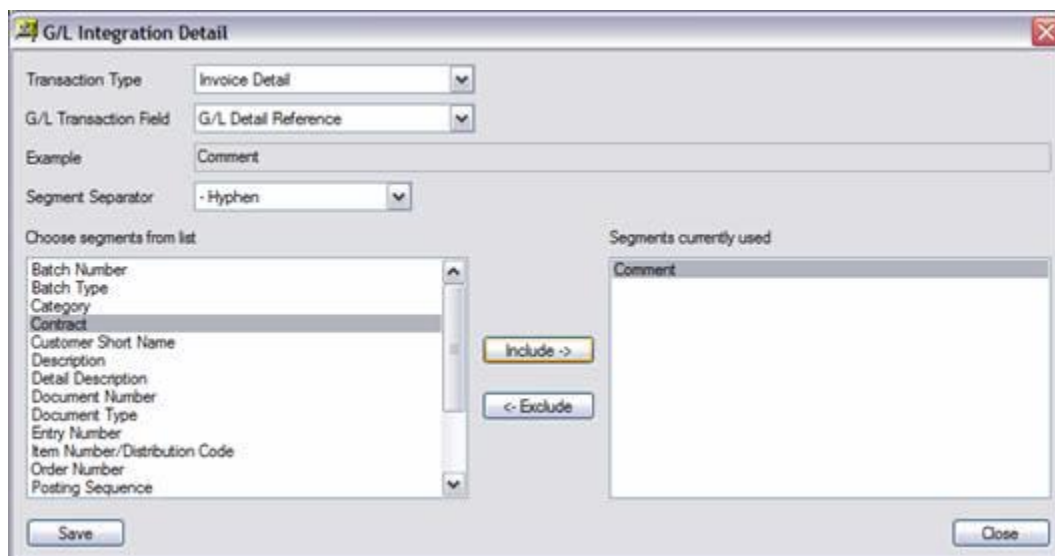 G/L Integration Detail
Transaction Type Invoice Detail
G/L Transaction Field G/L Detail Reference
Example Comment
Segment Separator - Hyphen
Choose segments from list Segments currently used
Batch Number Comment
Batch Type
Category
Contract
Customer Short Name
Description
Detail Description
Document Number
Document Type
Entry Number
Item Number/Distribution Code
Order Number
Posting Sequence
Include ->
<- Exclude
Save Close